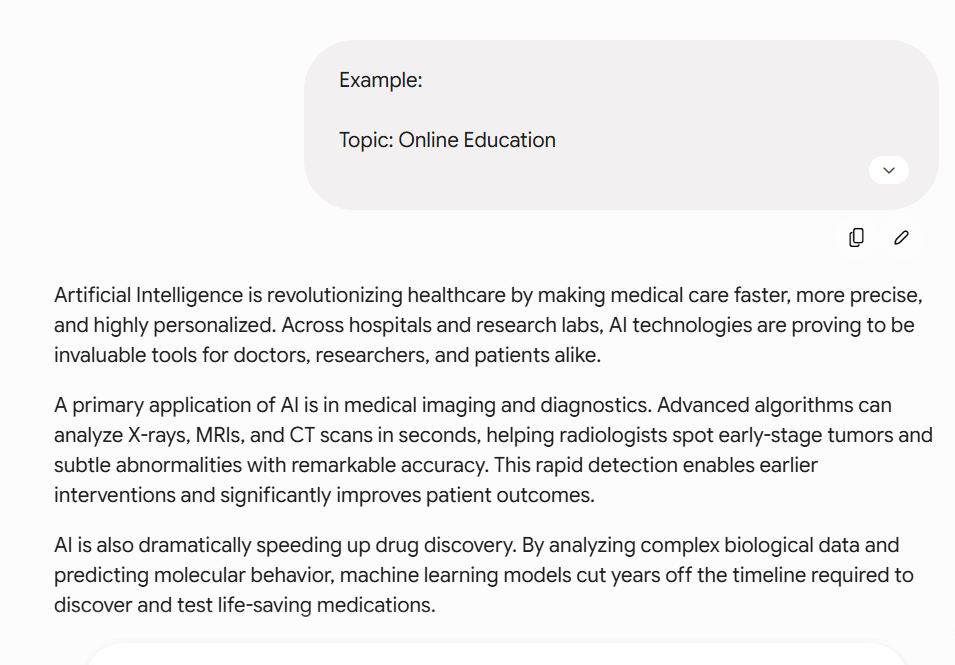 Example:
Topic: Online Education
Artificial Intelligence is revolutionizing healthcare by making medical care faster, more precise,
and highly personalized. Across hospitals and research labs, AI technologies are proving to be
invaluable tools for doctors, researchers, and patients alike.
A primary application of AI is in medical imaging and diagnostics. Advanced algorithms can
analyze X-rays, MRIs, and CT scans in seconds, helping radiologists spot early-stage tumors and
subtle abnormalities with remarkable accuracy. This rapid detection enables earlier
interventions and significantly improves patient outcomes.
AI is also dramatically speeding up drug discovery. By analyzing complex biological data and
predicting molecular behavior, machine learning models cut years off the timeline required to
discover and test life-saving medications.